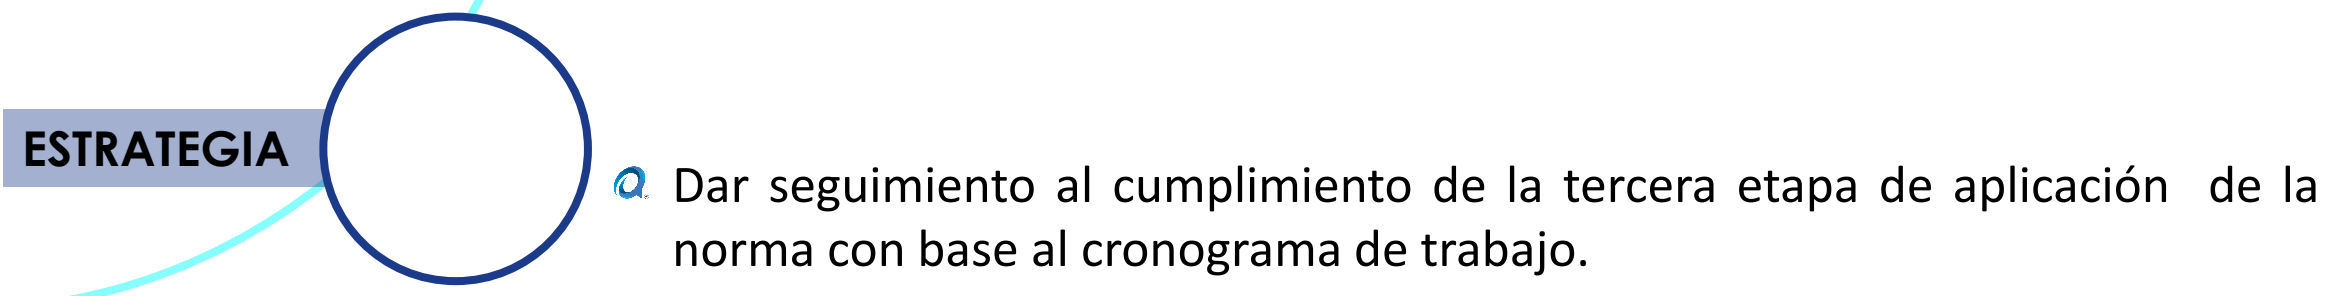 ESTRATEGIA
Dar seguimiento al cumplimiento de la tercera etapa de aplicación de la
norma con base al cronograma de trabajo.